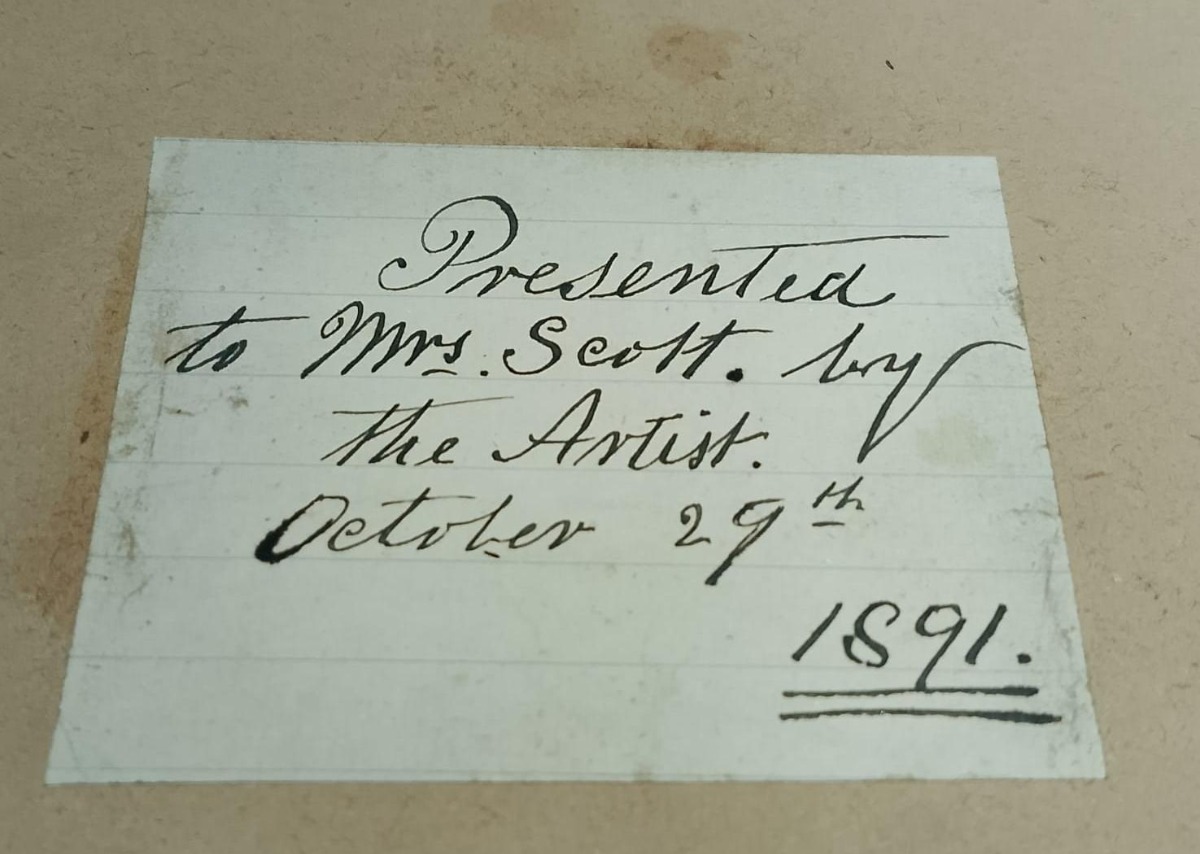 Presented
to Mrs. Scott. by
the Artist.
October 29th
1891.